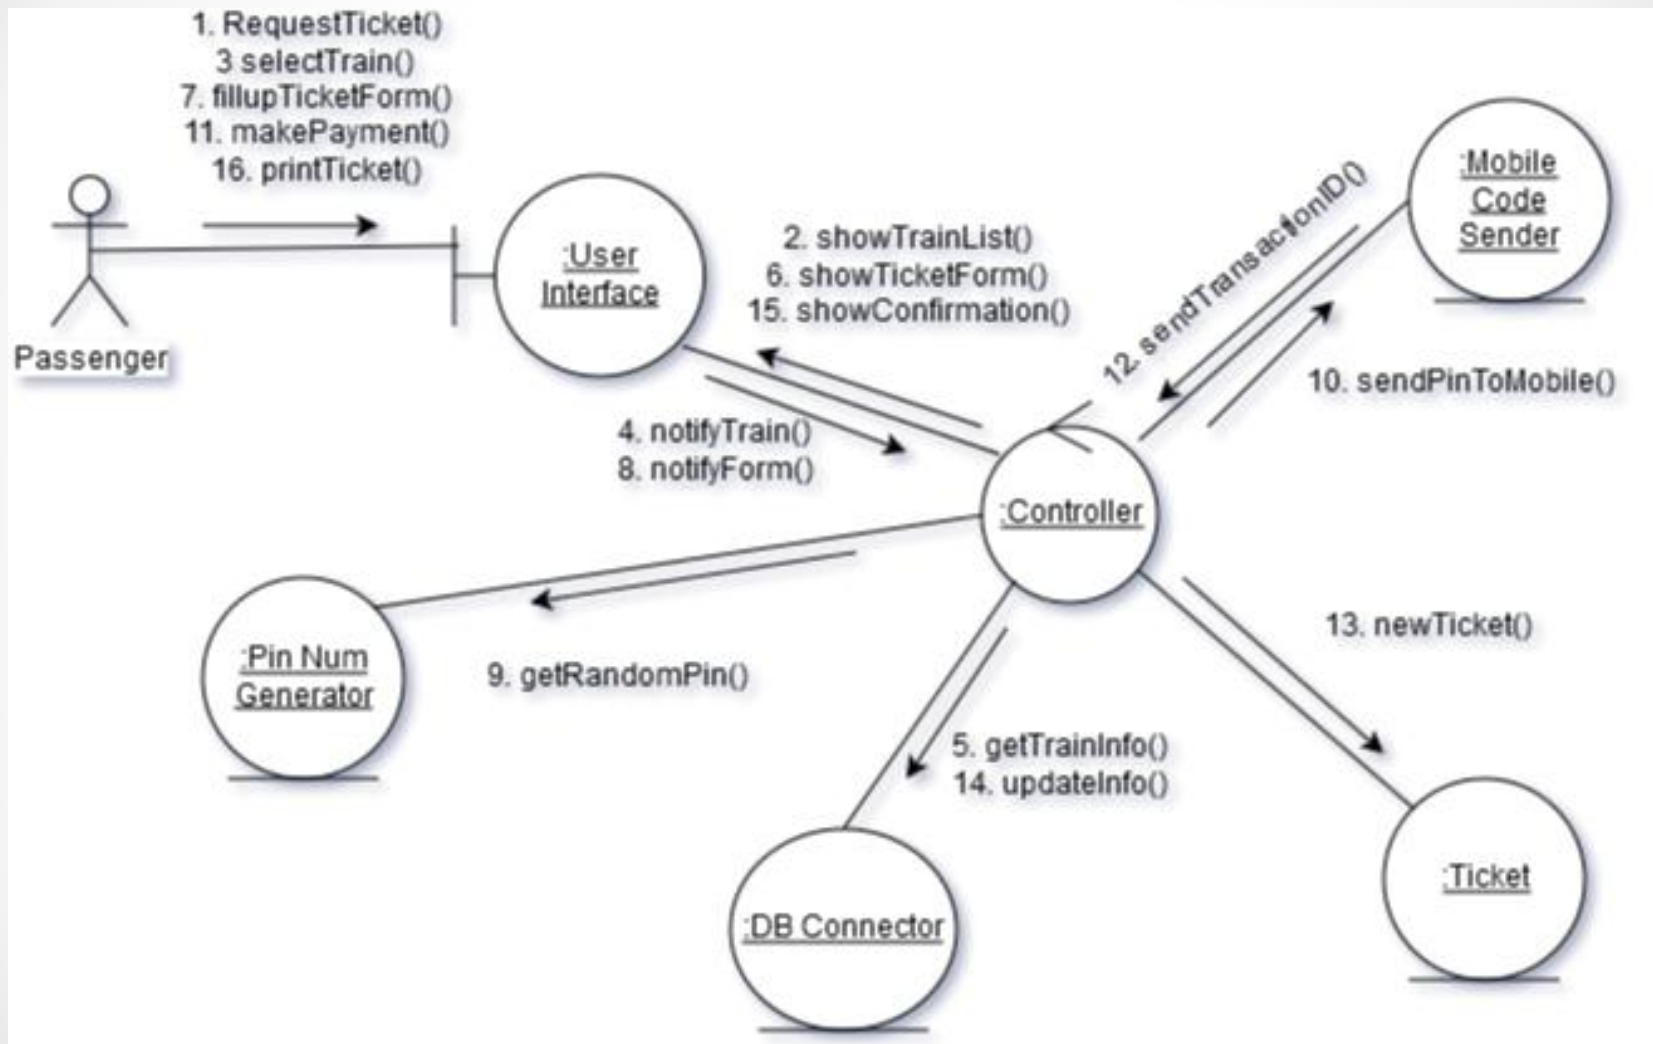 1. RequestTicket()
3 selectTrain()
7. fillupTicketForm()
11. makePayment()
16. printTicket()
Passenger
:User
Interface
2. showTrainList()
6. showTicketForm()
15. showConfirmation()
4. notifyTrain()
8. notifyForm()
12. sendTransactionID()
:Mobile
Code
Sender
10. sendPinToMobile()
:Controller
:Pin Num
Generator
9. getRandomPin()
5. getTrainInfo()
14. updateInfo()
13. newTicket()
:DB Connector
:Ticket